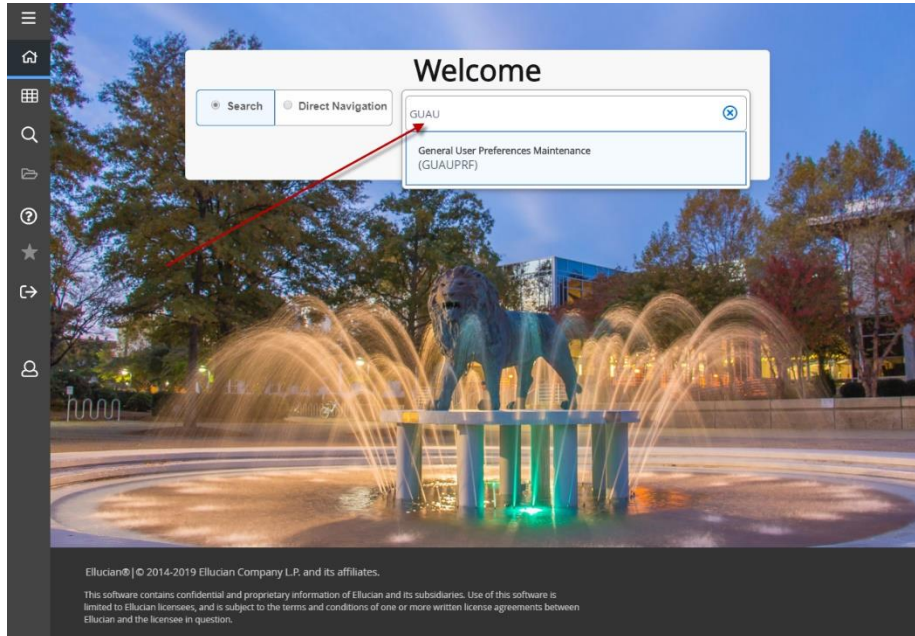 Welcome
Search
Direct Navigation
GUAU
General User Preferences Maintenance
(GUAUPRF)
Ellucian®|© 2014-2019 Ellucian Company L.P. and its affiliates.
This software contains confidential and proprietary information of Ellucian and its subsidiaries. Use of this software is
limited to Ellucian licensees, and is subject to the terms and conditions of one or more written license agreements between
Ellucian and the licensee in question.